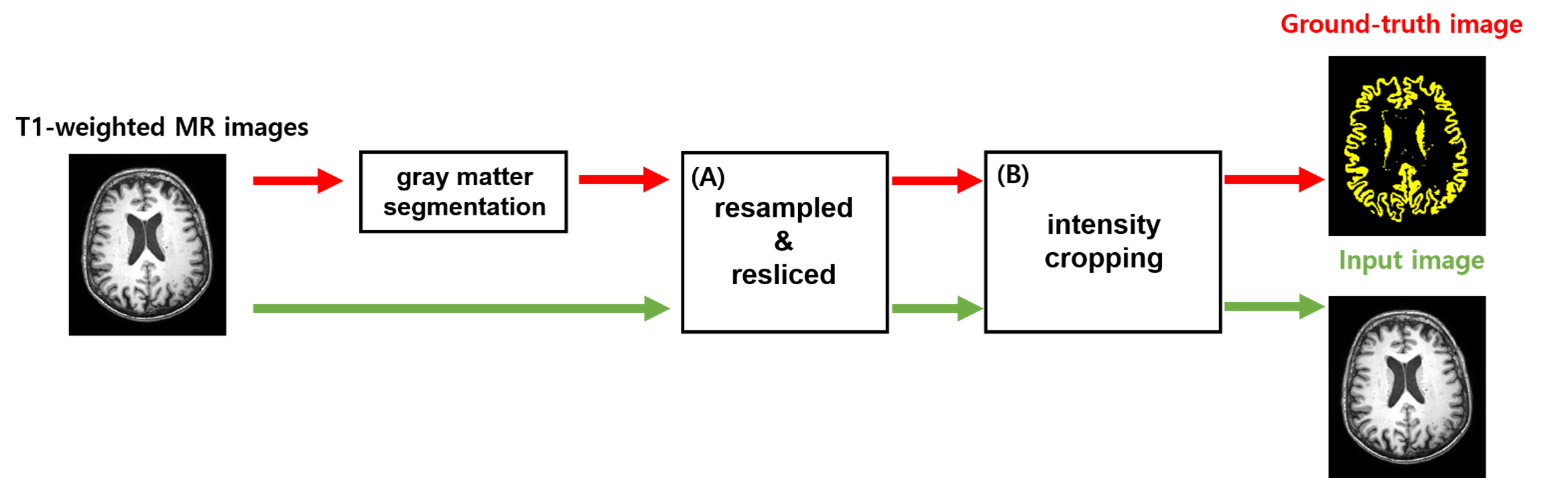 Ground-truth image
T1-weighted MR images
gray matter
segmentation
(A)
resampled
&
resliced
(B)
intensity
cropping
Input image